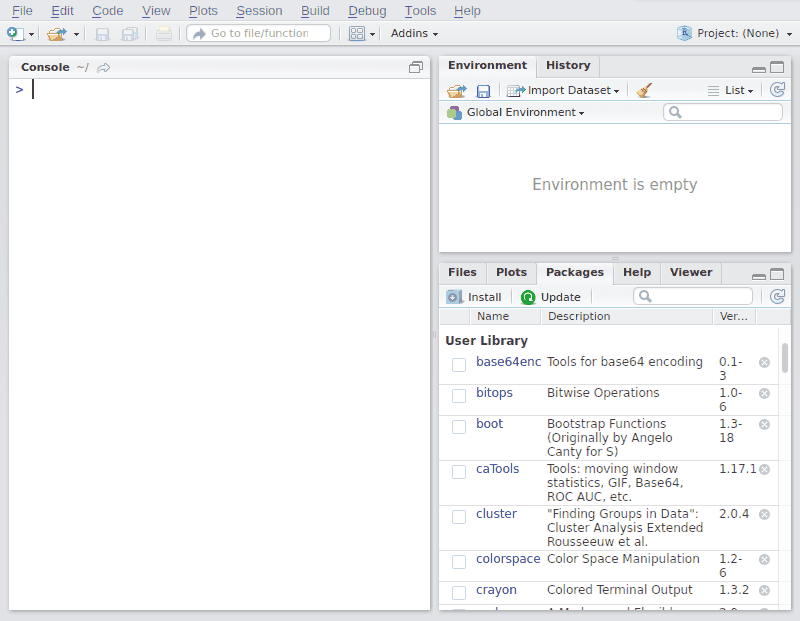 File Edit Code View Plots Session Build Debug Tools Help
Go to file/function Addins Project: (None)
Console ~/
>
Environment History
Import Dataset List
Global Environment
Environment is empty
Files Plots Packages Help Viewer
Install Update
Name Description Ver...
User Library
base64enc Tools for base64 encoding 0.1-
3
bitops Bitwise Operations 1.0-
6
boot Bootstrap Functions 1.3-
(Originally by Angelo 18
Canty for S)
caTools Tools: moving window 1.17.1
statistics, GIF, Base64,
ROC AUC, etc.
cluster "Finding Groups in Data": 2.0.4
Cluster Analysis Extended
Rousseeuw et al.
colorspace Color Space Manipulation 1.2-
6
crayon Colored Terminal Output 1.3.2